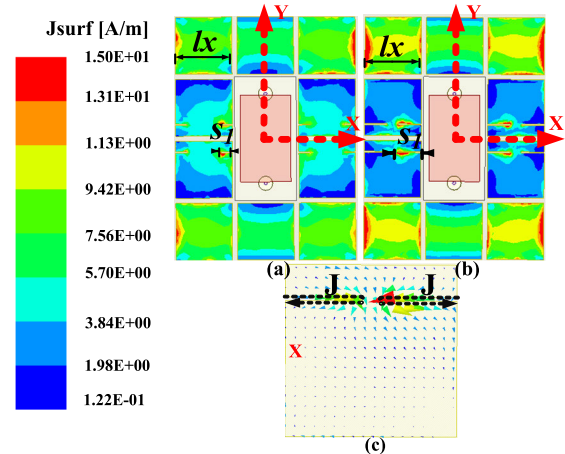 Jsurf [A/m]
1.50E+01
1.31E+01
1.13E+00
9.42E+00
7.56E+00
5.70E+00
3.84E+00
1.98E+00
1.22E-01
Y
lx
X
S1
(a)
Y
lx
X
S1
(b)
J
J
X
(c)